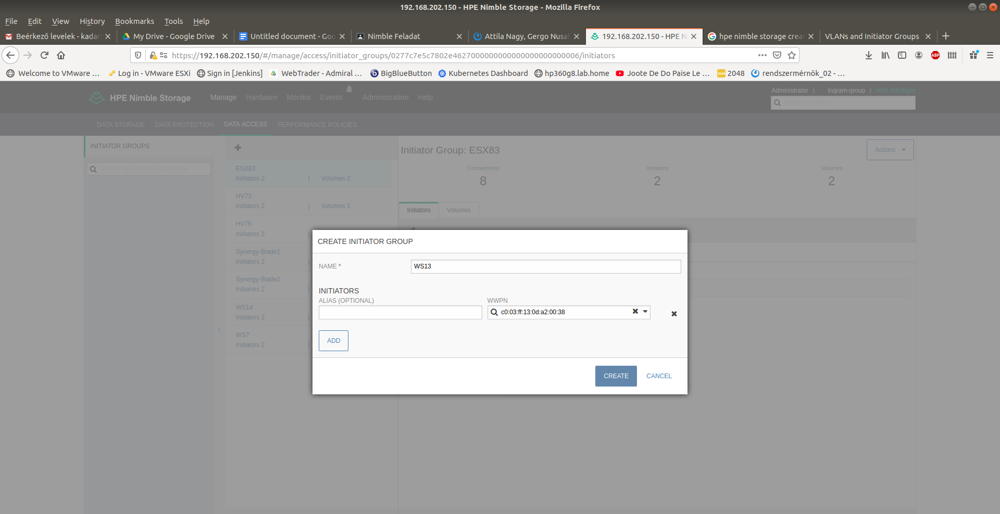 192.168.202.150 - HPE Nimble Storage - Mozilla Firefox
File Edit View History Bookmarks Tools Help
Beérkező levelek - kadar My Drive - Google Drive Untitled document - Goo Nimble Feladat Attila Nagy, Gergo Nusal 192.168.202.150 - HPE N hpe nimble storage crea VLANs and Initiator Groups
https://192.168.202.150/#/manage/access/initiator_groups/0277c7e5c7802e462700000000000000000000000006/initiators ABP
Welcome to VMware ... Log in - VMware ESXi Sign in [Jenkins] WebTrader - Admiral ... BigBlueButton Kubernetes Dashboard hp360g8.lab.home Joote De Do Paise Le ... 2048 rendszermérnök_02 - ...
HPE Nimble Storage Manage Hardware Monitor Events Administration Help
Administrator | Ingram-group | HPE InfoSight
DATA STORAGE DATA PROTECTION DATA ACCESS PERFORMANCE POLICIES
INITIATOR GROUPS
Search by Initiator Group Name
ESX83
Initiators 2 | Volumes 2
HV73
Initiators 2 | Volumes 1
HV76
Initiators 2 |
Synergy-Blade1
Initiators 2 |
Synergy-Blade2
Initiators 2 |
WS14
Initiators 2 |
WS7
Initiators 2 |
Initiator Group: ESX83
Actions
Connections Initiators Volumes
8 2 2
Initiators Volumes
CREATE INITIATOR GROUP
NAME * WS13
INITIATORS
ALIAS (OPTIONAL) WWPN
c0:03:ff:13:0d:a2:00:38
ADD
CREATE CANCEL